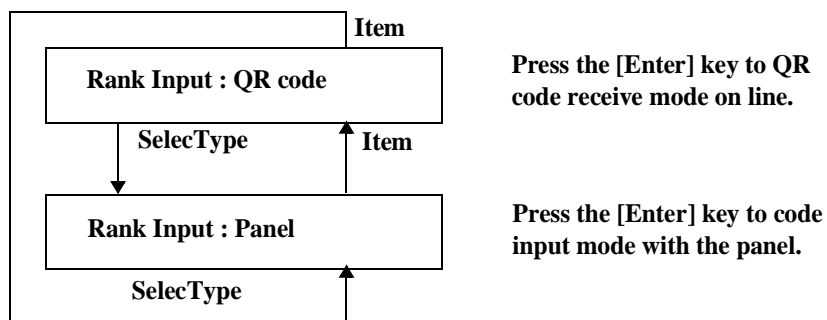 Item
Rank Input : QR code
Press the [Enter] key to QR
code receive mode on line.
SelecType
Item
Rank Input : Panel
Press the [Enter] key to code
input mode with the panel.
SelecType